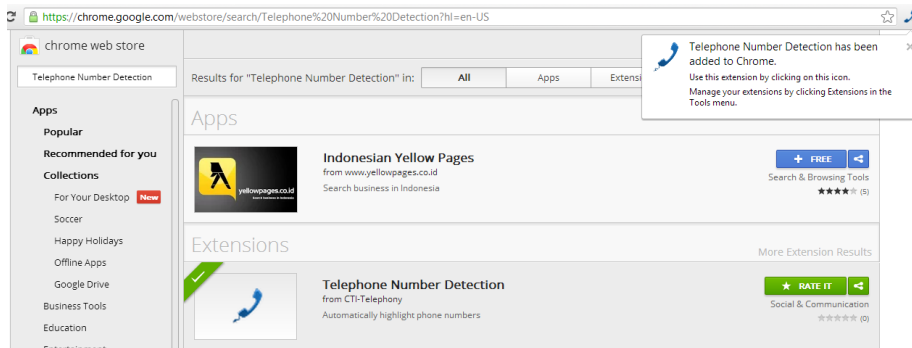 https://chrome.google.com/webstore/search/Telephone%20Number%20Detection?hl=en-US
chrome web store
Telephone Number Detection has been
added to Chrome.
Use this extension by clicking on this icon.
Manage your extensions by clicking Extensions in the
Tools menu.
Telephone Number Detection
Results for "Telephone Number Detection" in:
All
Apps
Extensi
Apps
Popular
Recommended for you
Collections
For Your Desktop New
Soccer
Happy Holidays
Offline Apps
Google Drive
Business Tools
Education
Apps
yellowpages.co.id
Indonesian Yellow Pages
from www.yellowpages.co.id
Search business in Indonesia
+ FREE
Search & Browsing Tools
★★★★★ (5)
Extensions
More Extension Results
Telephone Number Detection
from CTI-Telephony
Automatically highlight phone numbers
★ RATE IT
Social & Communication
★★★★★ (0)